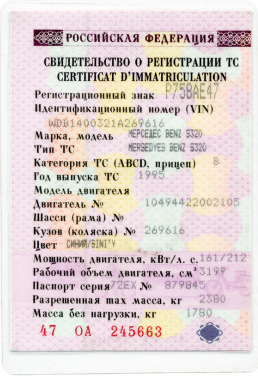 РОССИЙСКАЯ ФЕДЕРАЦИЯ
СВИДЕТЕЛЬСТВО О РЕГИСТРАЦИИ ТС
CERTIFICAT D'IMMATRICULATION
Регистрационный знак Р758АЕ47
Идентификационный номер (VIN)
WDB1400321A269616
Марка, модель МЕРСЕДЕС BENZ S320
Тип ТС MERSEDYES BENZ S320
Категория ТС (ABCD, прицеп) B
Год выпуска ТС 1995
Модель двигателя
Двигатель № 10494422002105
Шасси (рама) №
Кузов (коляска) № 269616
Цвет СИНИЙ/SINI'Y
Мощность двигателя, кВт/л. с. 161/212
Рабочий объем двигателя, см³ 3199
Паспорт серия 72ЕХ № 879845
Разрешенная max масса, кг 2380
Масса без нагрузки, кг 1780
47 ОА 245663